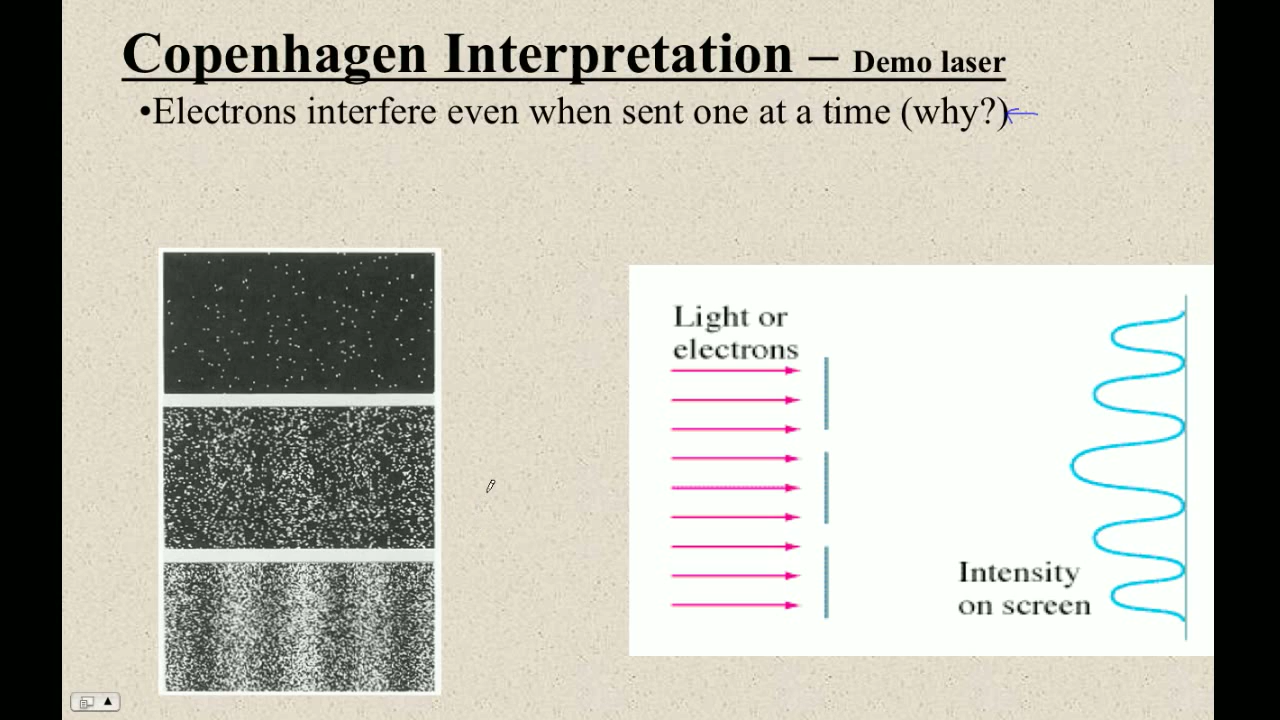 Copenhagen Interpretation – Demo laser
•Electrons interfere even when sent one at a time (why?)
Light or
electrons
Intensity
on screen